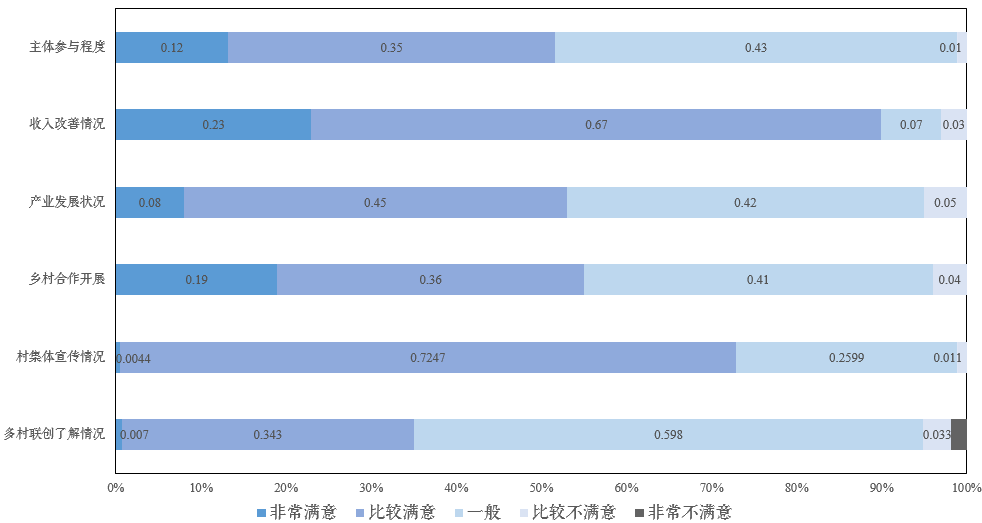 主体参与程度 0.12 0.35 0.43 0.01
收入改善情况 0.23 0.67 0.07 0.03
产业发展状况 0.08 0.45 0.42 0.05
乡村合作开展 0.19 0.36 0.41 0.04
村集体宣传情况 0.0044 0.7247 0.2599 0.011
多村联创了解情况 0.007 0.343 0.598 0.033
0% 10% 20% 30% 40% 50% 60% 70% 80% 90% 100%
非常满意 比较满意 一般 比较不满意 非常不满意